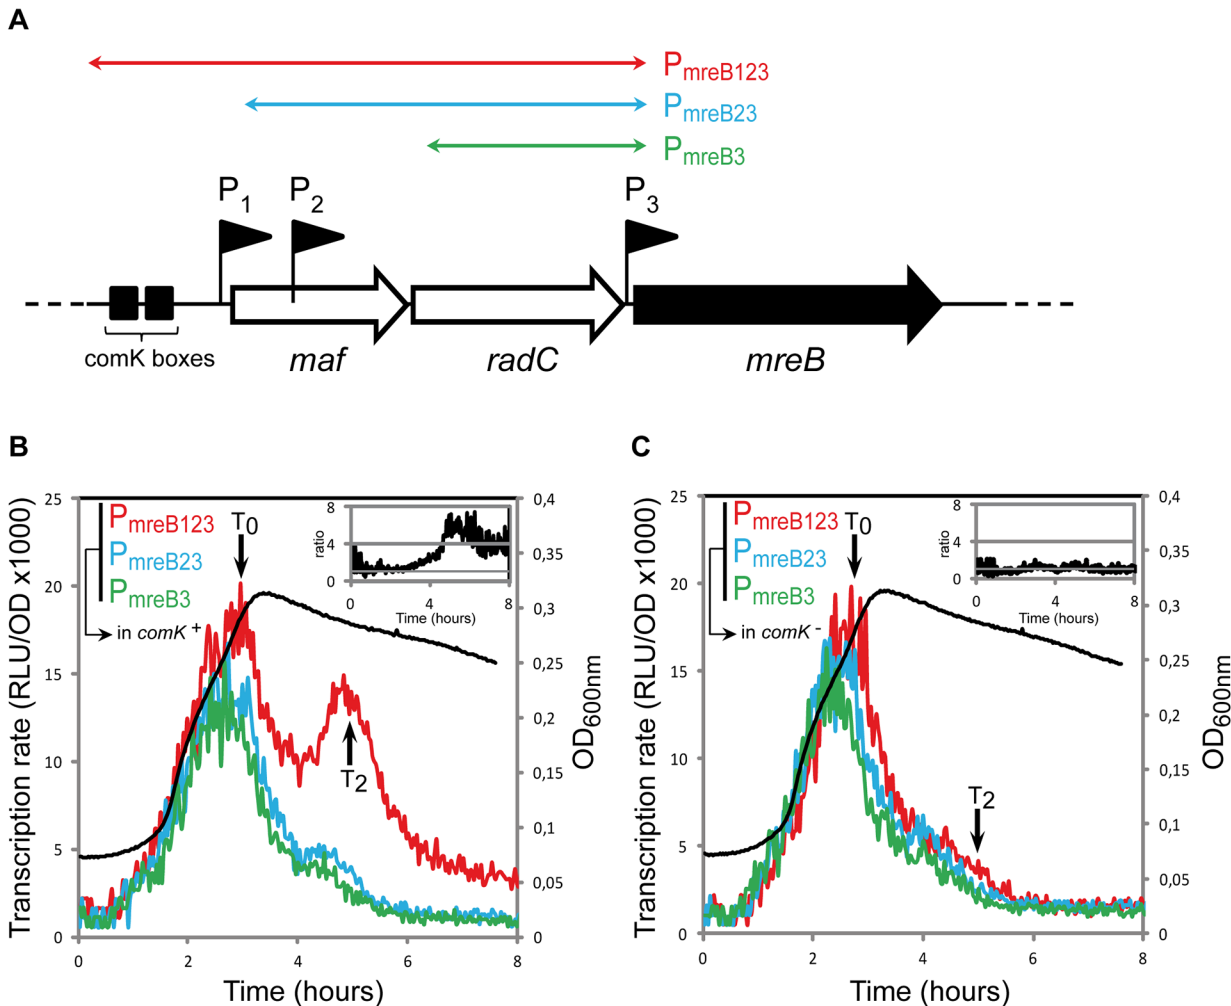 A
PmreB123
PmreB23
PmreB3
P1 P2 P3
comK boxes
maf radC mreB
B
Transcription rate (RLU/OD x1000)
25
20
15
10
5
0
PmreB123
PmreB23
PmreB3
in comK +
T0
T2
ratio
8
4
0
0 4 8
Time (hours)
0,4
0,35
0,3
0,25
0,2
0,15
0,1
0,05
0
OD600nm
0 2 4 6 8
Time (hours)
C
Transcription rate (RLU/OD x1000)
25
20
15
10
5
0
PmreB123
PmreB23
PmreB3
in comK -
T0
T2
ratio
8
4
0
0 4 8
Time (hours)
0,4
0,35
0,3
0,25
0,2
0,15
0,1
0,05
0
OD600nm
0 2 4 6 8
Time (hours)